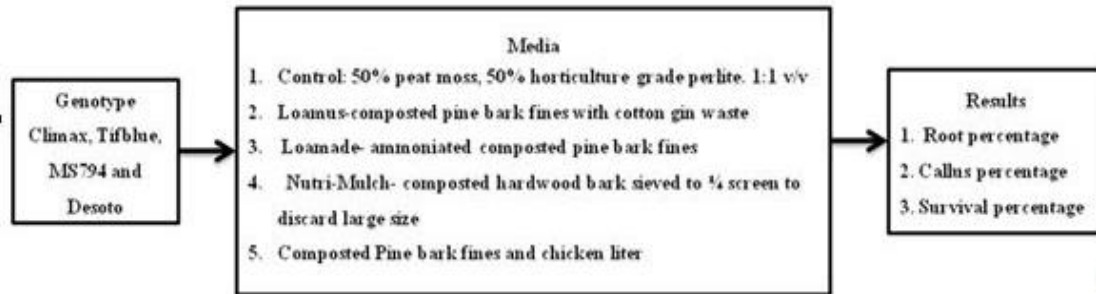 Genotype
Climax, Tifblue,
MS794 and
Desoto
Media
1. Control: 50% peat moss, 50% horticulture grade perlite. 1:1 v/v
2. Loamus-composted pine bark fines with cotton gin waste
3. Loamade- ammoniated composted pine bark fines
4. Nutri-Mulch- composted hardwood bark sieved to ¾ screen to
discard large size
5. Composted Pine bark fines and chicken liter
Results
1. Root percentage
2. Callus percentage
3. Survival percentage